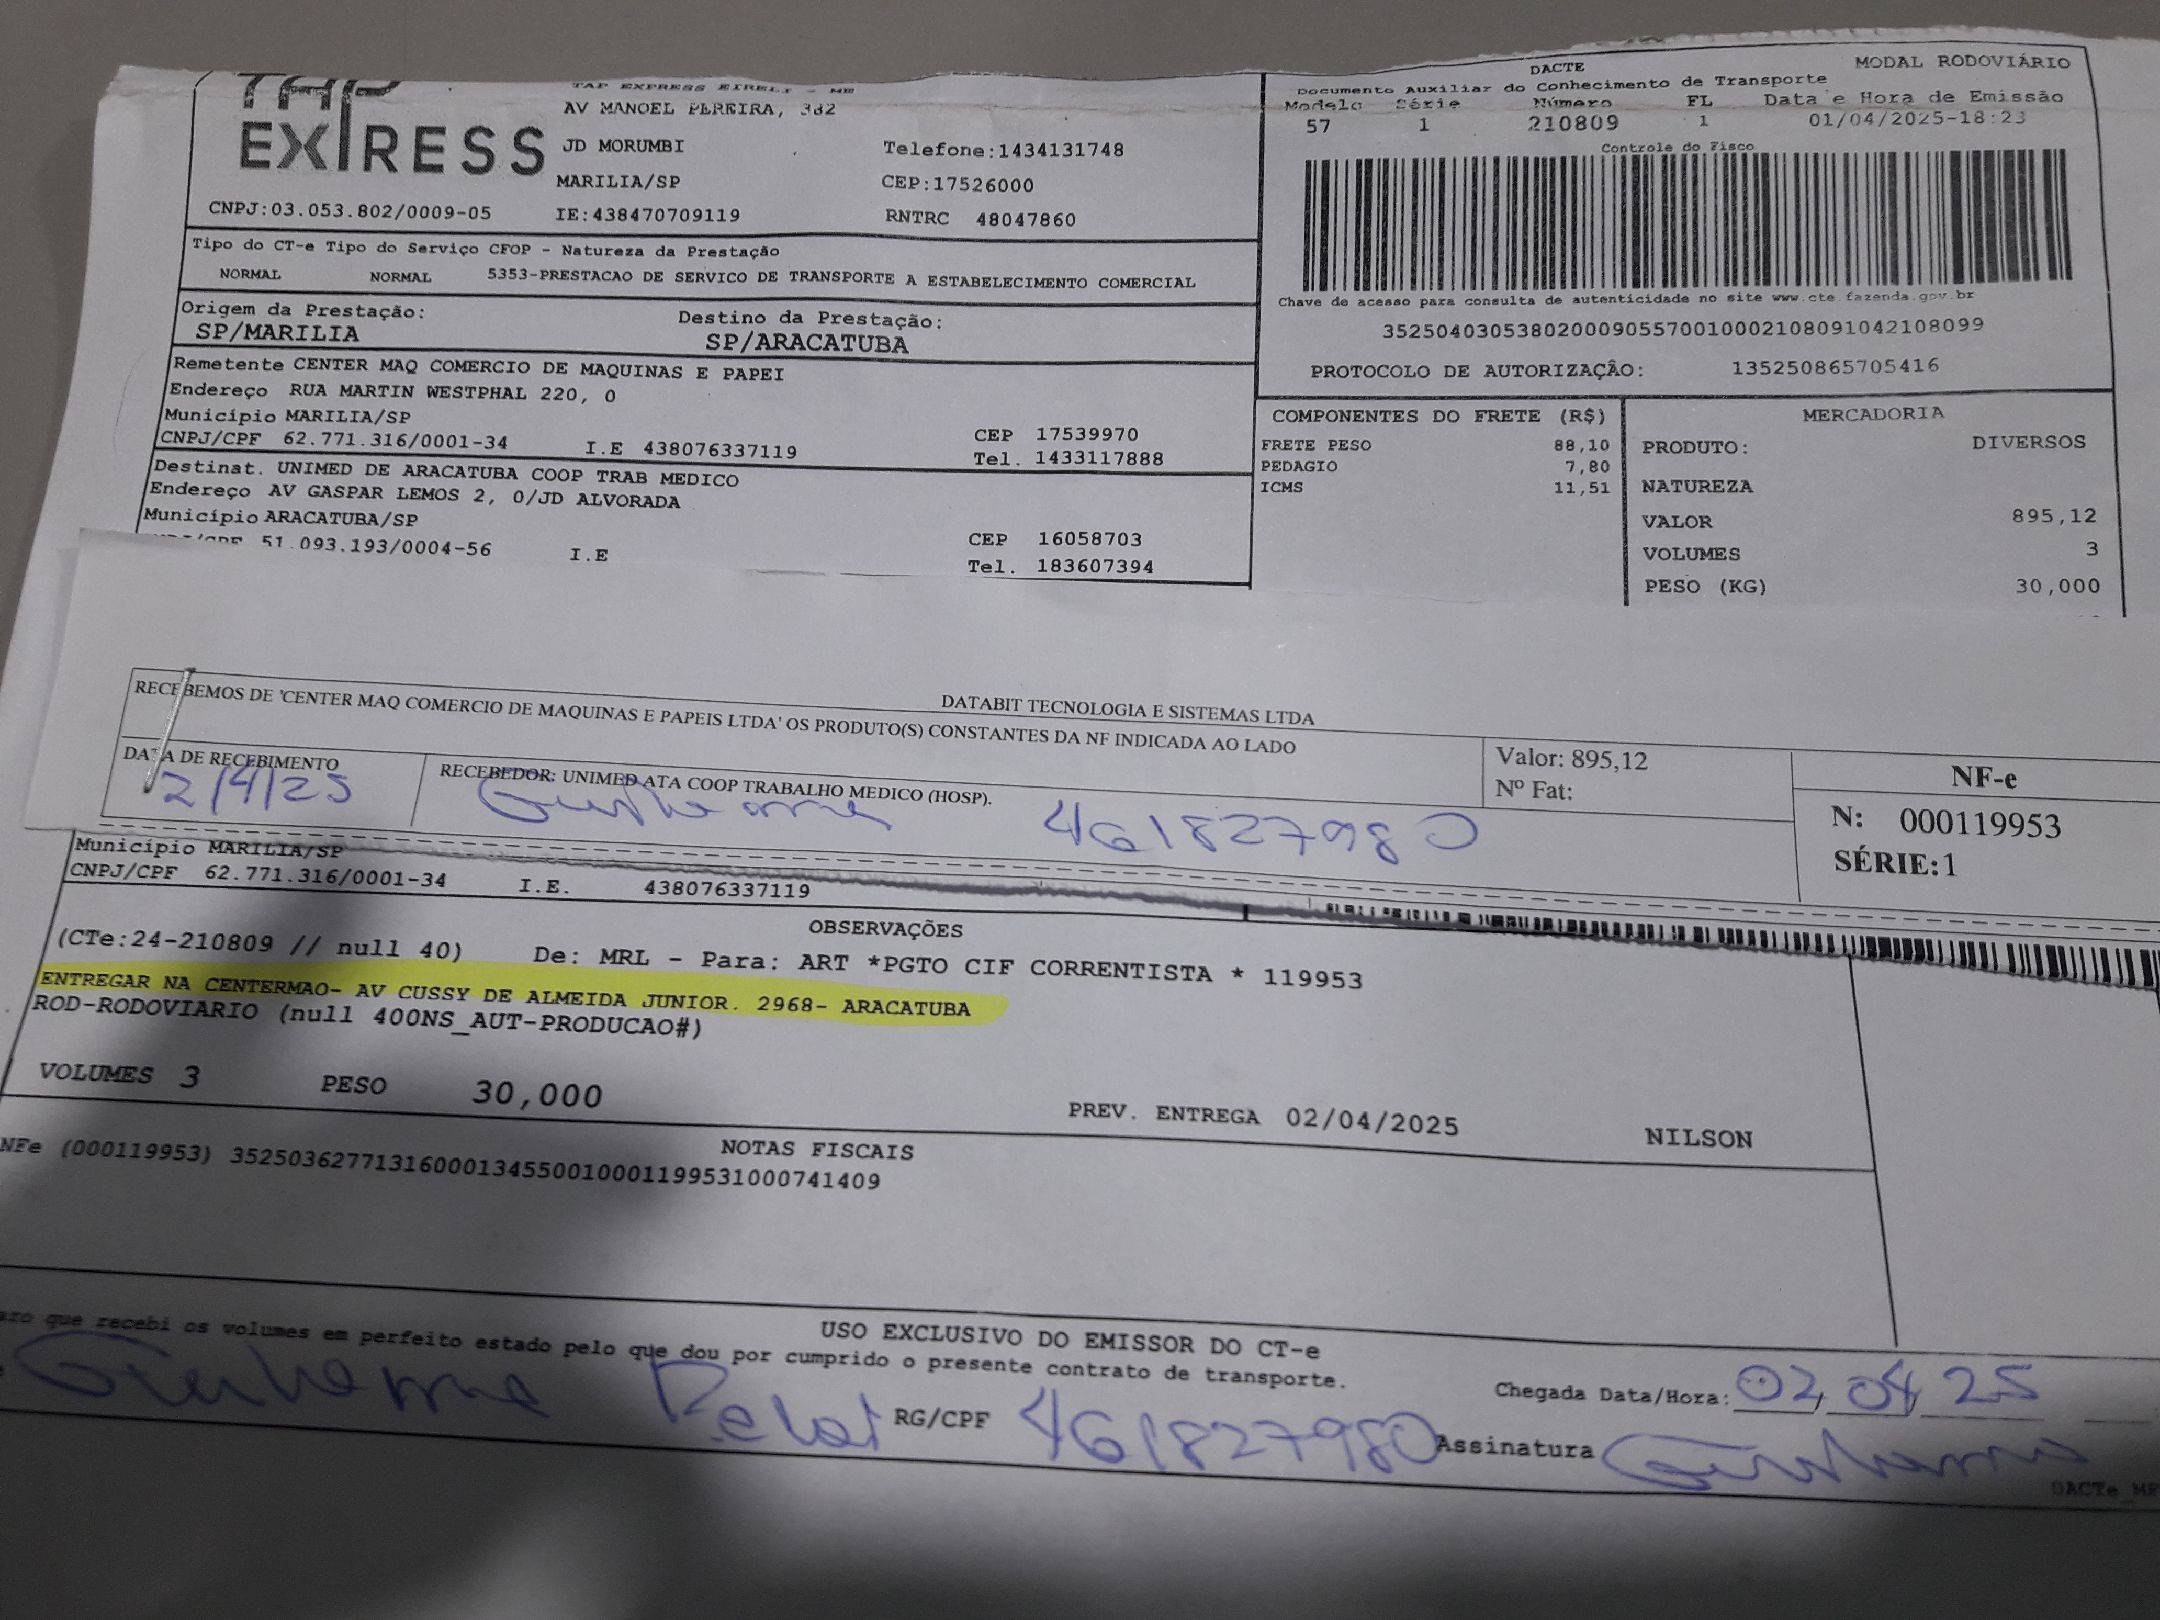 TAP EXPRESS
TAP EXPRESS EIRELI - ME
AV MANOEL PEREIRA, 382
JD MORUMBI Telefone:1434131748
MARILIA/SP CEP:17526000
CNPJ:03.053.802/0009-05 IE:438470709119 RNTRC 48047860
DACTE MODAL RODOVIÁRIO
Documento Auxiliar do Conhecimento de Transporte
Modelo Série Número FL Data e Hora de Emissão
57 1 210809 1 01/04/2025-18:23
Controle do Fisco
Chave de acesso para consulta de autenticidade no site www.cte.fazenda.gov.br
35250403053802000905570010002108091042108099
PROTOCOLO DE AUTORIZAÇÂO: 135250865705416
Tipo do CT-e Tipo do Serviço CFOP - Natureza da Prestação
NORMAL NORMAL 5353-PRESTACAO DE SERVICO DE TRANSPORTE A ESTABELECIMENTO COMERCIAL
Origem da Prestação: Destino da Prestação:
SP/MARILIA SP/ARACATUBA
Remetente CENTER MAQ COMERCIO DE MAQUINAS E PAPEI
Endereço RUA MARTIN WESTPHAL 220, 0
Município MARILIA/SP CEP 17539970
CNPJ/CPF 62.771.316/0001-34 I.E 438076337119 Tel. 1433117888
Destinat. UNIMED DE ARACATUBA COOP TRAB MEDICO
Endereço AV GASPAR LEMOS 2, 0/JD ALVORADA
Município ARACATUBA/SP CEP 16058703
51.093.193/0004-56 I.E Tel. 183607394
COMPONENTES DO FRETE (R$)
FRETE PESO 88,10
PEDAGIO 7,80
ICMS 11,51
MERCADORIA
PRODUTO: DIVERSOS
NATUREZA
VALOR 895,12
VOLUMES 3
PESO (KG) 30,000
DATABIT TECNOLOGIA E SISTEMAS LTDA
RECEBEMOS DE 'CENTER MAQ COMERCIO DE MAQUINAS E PAPEIS LTDA' OS PRODUTO(S) CONSTANTES DA NF INDICADA AO LADO
DATA DE RECEBIMENTO RECEBEDOR: UNIMED ATA COOP TRABALHO MEDICO (HOSP).
2/4/25 Guilherme 461827980
Valor: 895,12
Nº Fat:
NF-e
N: 000119953
SÉRIE:1
Município MARILIA/SP
CNPJ/CPF 62.771.316/0001-34 I.E. 438076337119
OBSERVAÇÕES
(CTe:24-210809 // null 40) De: MRL - Para: ART *PGTO CIF CORRENTISTA * 119953
ENTREGAR NA CENTERMAO- AV CUSSY DE ALMEIDA JUNIOR. 2968- ARACATUBA
ROD-RODOVIARIO (null 400NS_AUT-PRODUCAO#)
VOLUMES 3 PESO 30,000 PREV. ENTREGA 02/04/2025 NILSON
NOTAS FISCAIS
NFe (000119953) 35250362771316000134550010001199531000741409
USO EXCLUSIVO DO EMISSOR DO CT-e
que recebi os volumes em perfeito estado pelo que dou por cumprido o presente contrato de transporte.
Chegada Data/Hora: 02/04/25
Guilherme RG/CPF 461827980 Assinatura Guilherme